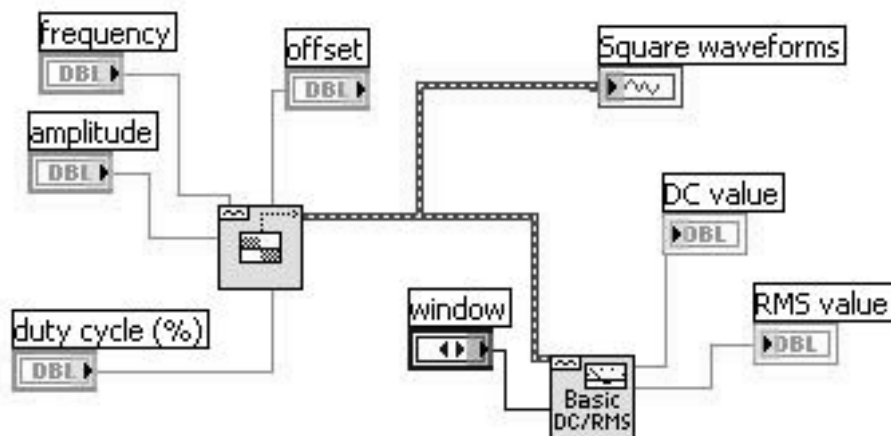 frequency
DBL
offset
DBL
Square waveforms
amplitude
DBL
DC value
DBL
duty cycle (%)
DBL
window
RMS value
DBL
Basic
DC/RMS